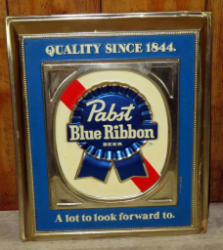 QUALITY SINCE 1844.
Pabst
Blue Ribbon
BEER
A lot to look forward to.